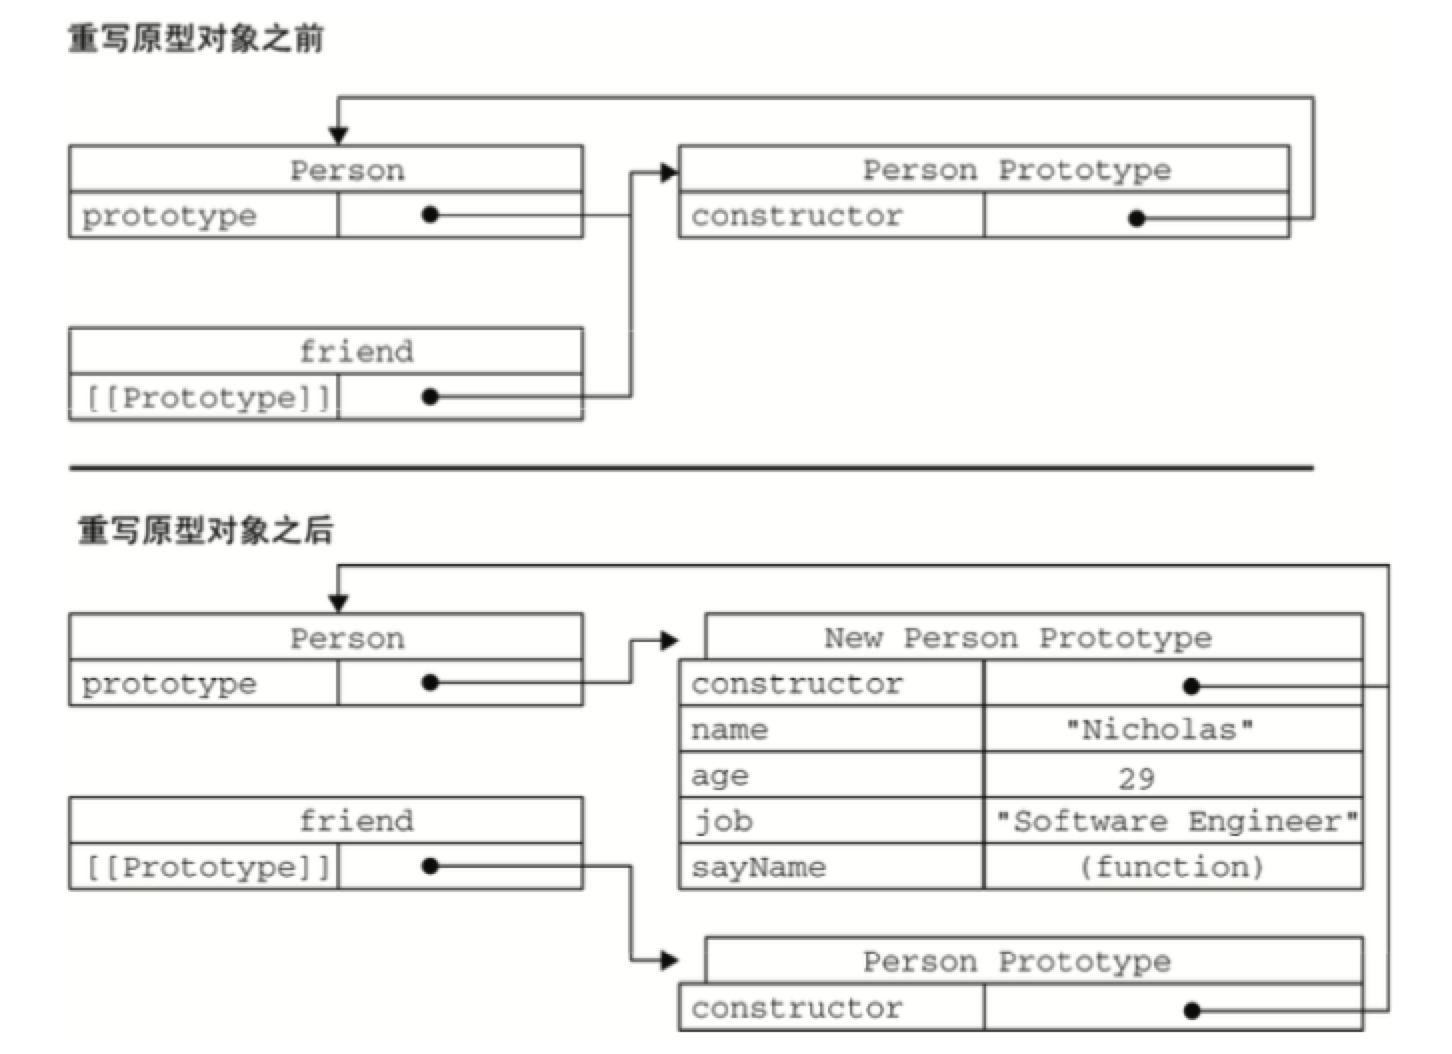 重写原型对象之前
Person
prototype
Person Prototype
constructor
friend
[[Prototype]]
重写原型对象之后
Person
prototype
New Person Prototype
constructor
name "Nicholas"
age 29
job "Software Engineer"
sayName (function)
friend
[[Prototype]]
Person Prototype
constructor